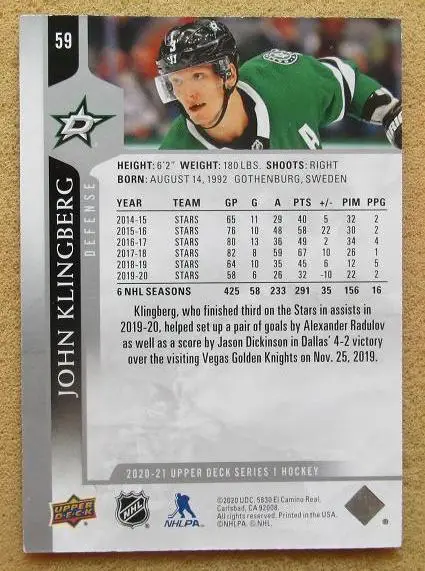 59
D
A
JOHN KLINGBERG
DEFENSE
HEIGHT: 6'2" WEIGHT: 180 LBS. SHOOTS: RIGHT
BORN: AUGUST 14, 1992 GOTHENBURG, SWEDEN
YEAR TEAM GP G A PTS +/- PIM PPG
2014-15 STARS 65 11 29 40 5 32 2
2015-16 STARS 76 10 48 58 22 30 2
2016-17 STARS 80 13 36 49 2 34 4
2017-18 STARS 82 8 59 67 10 26 1
2018-19 STARS 64 10 35 45 6 12 5
2019-20 STARS 58 6 26 32 -10 22 2
6 NHL SEASONS 425 58 233 291 35 156 16
Klingberg, who finished third on the Stars in assists in
2019-20, helped set up a pair of goals by Alexander Radulov
as well as a score by Jason Dickinson in Dallas' 4-2 victory
over the visiting Vegas Golden Knights on Nov. 25, 2019.
2020-21 UPPER DECK SERIES 1 HOCKEY
UPPER DECK
NHL
NHLPA
©2020 UDC. 5830 El Camino Real,
Carlsbad, CA 92008.
All rights reserved. Printed in the USA.
©NHLPA. © NHL.